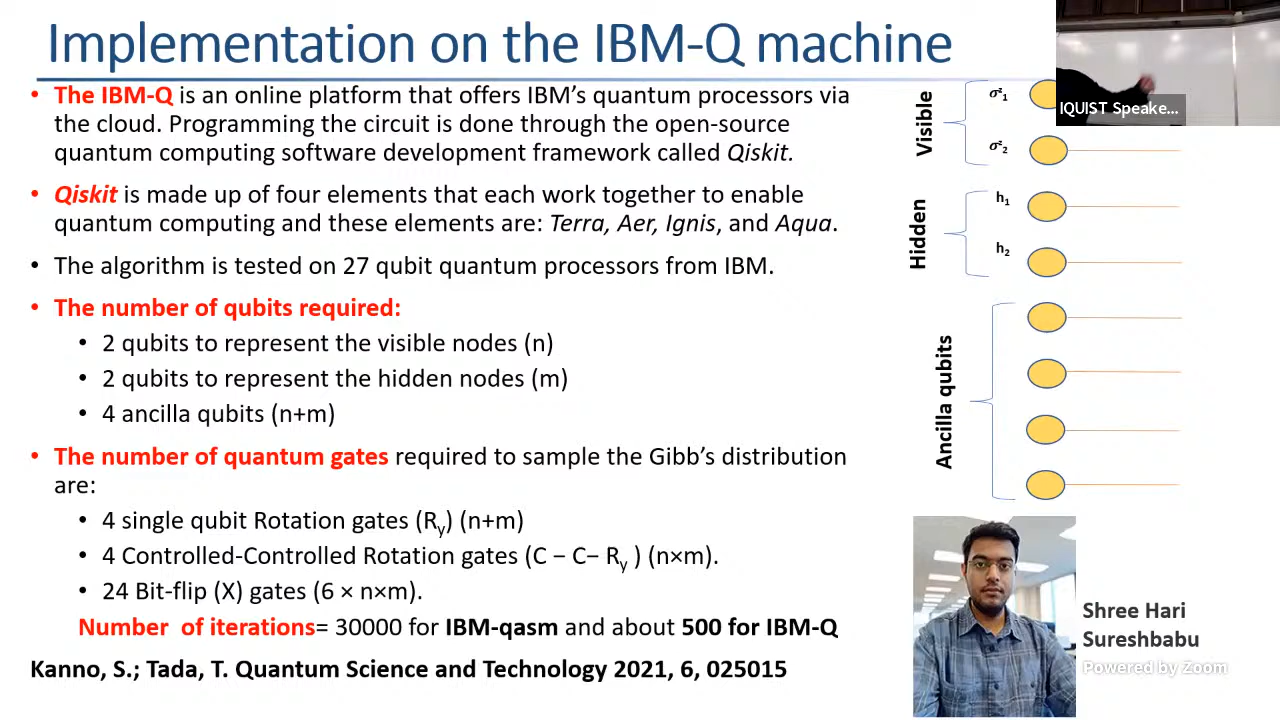 Implementation on the IBM-Q machine
• The IBM-Q is an online platform that offers IBM's quantum processors via
the cloud. Programming the circuit is done through the open-source
quantum computing software development framework called Qiskit.
• Qiskit is made up of four elements that each work together to enable
quantum computing and these elements are: Terra, Aer, Ignis, and Aqua.
• The algorithm is tested on 27 qubit quantum processors from IBM.
• The number of qubits required:
• 2 qubits to represent the visible nodes (n)
• 2 qubits to represent the hidden nodes (m)
• 4 ancilla qubits (n+m)
• The number of quantum gates required to sample the Gibb's distribution
are:
• 4 single qubit Rotation gates (Ry) (n+m)
• 4 Controlled-Controlled Rotation gates (C − C− Ry ) (n×m).
• 24 Bit-flip (X) gates (6 × n×m).
Number of iterations= 30000 for IBM-qasm and about 500 for IBM-Q
Kanno, S.; Tada, T. Quantum Science and Technology 2021, 6, 025015
Visible
σᶻ₁
σᶻ₂
Hidden
h₁
h₂
Ancilla qubits
IQUIST Speake...
Shree Hari
Sureshbabu
Powered by Zoom